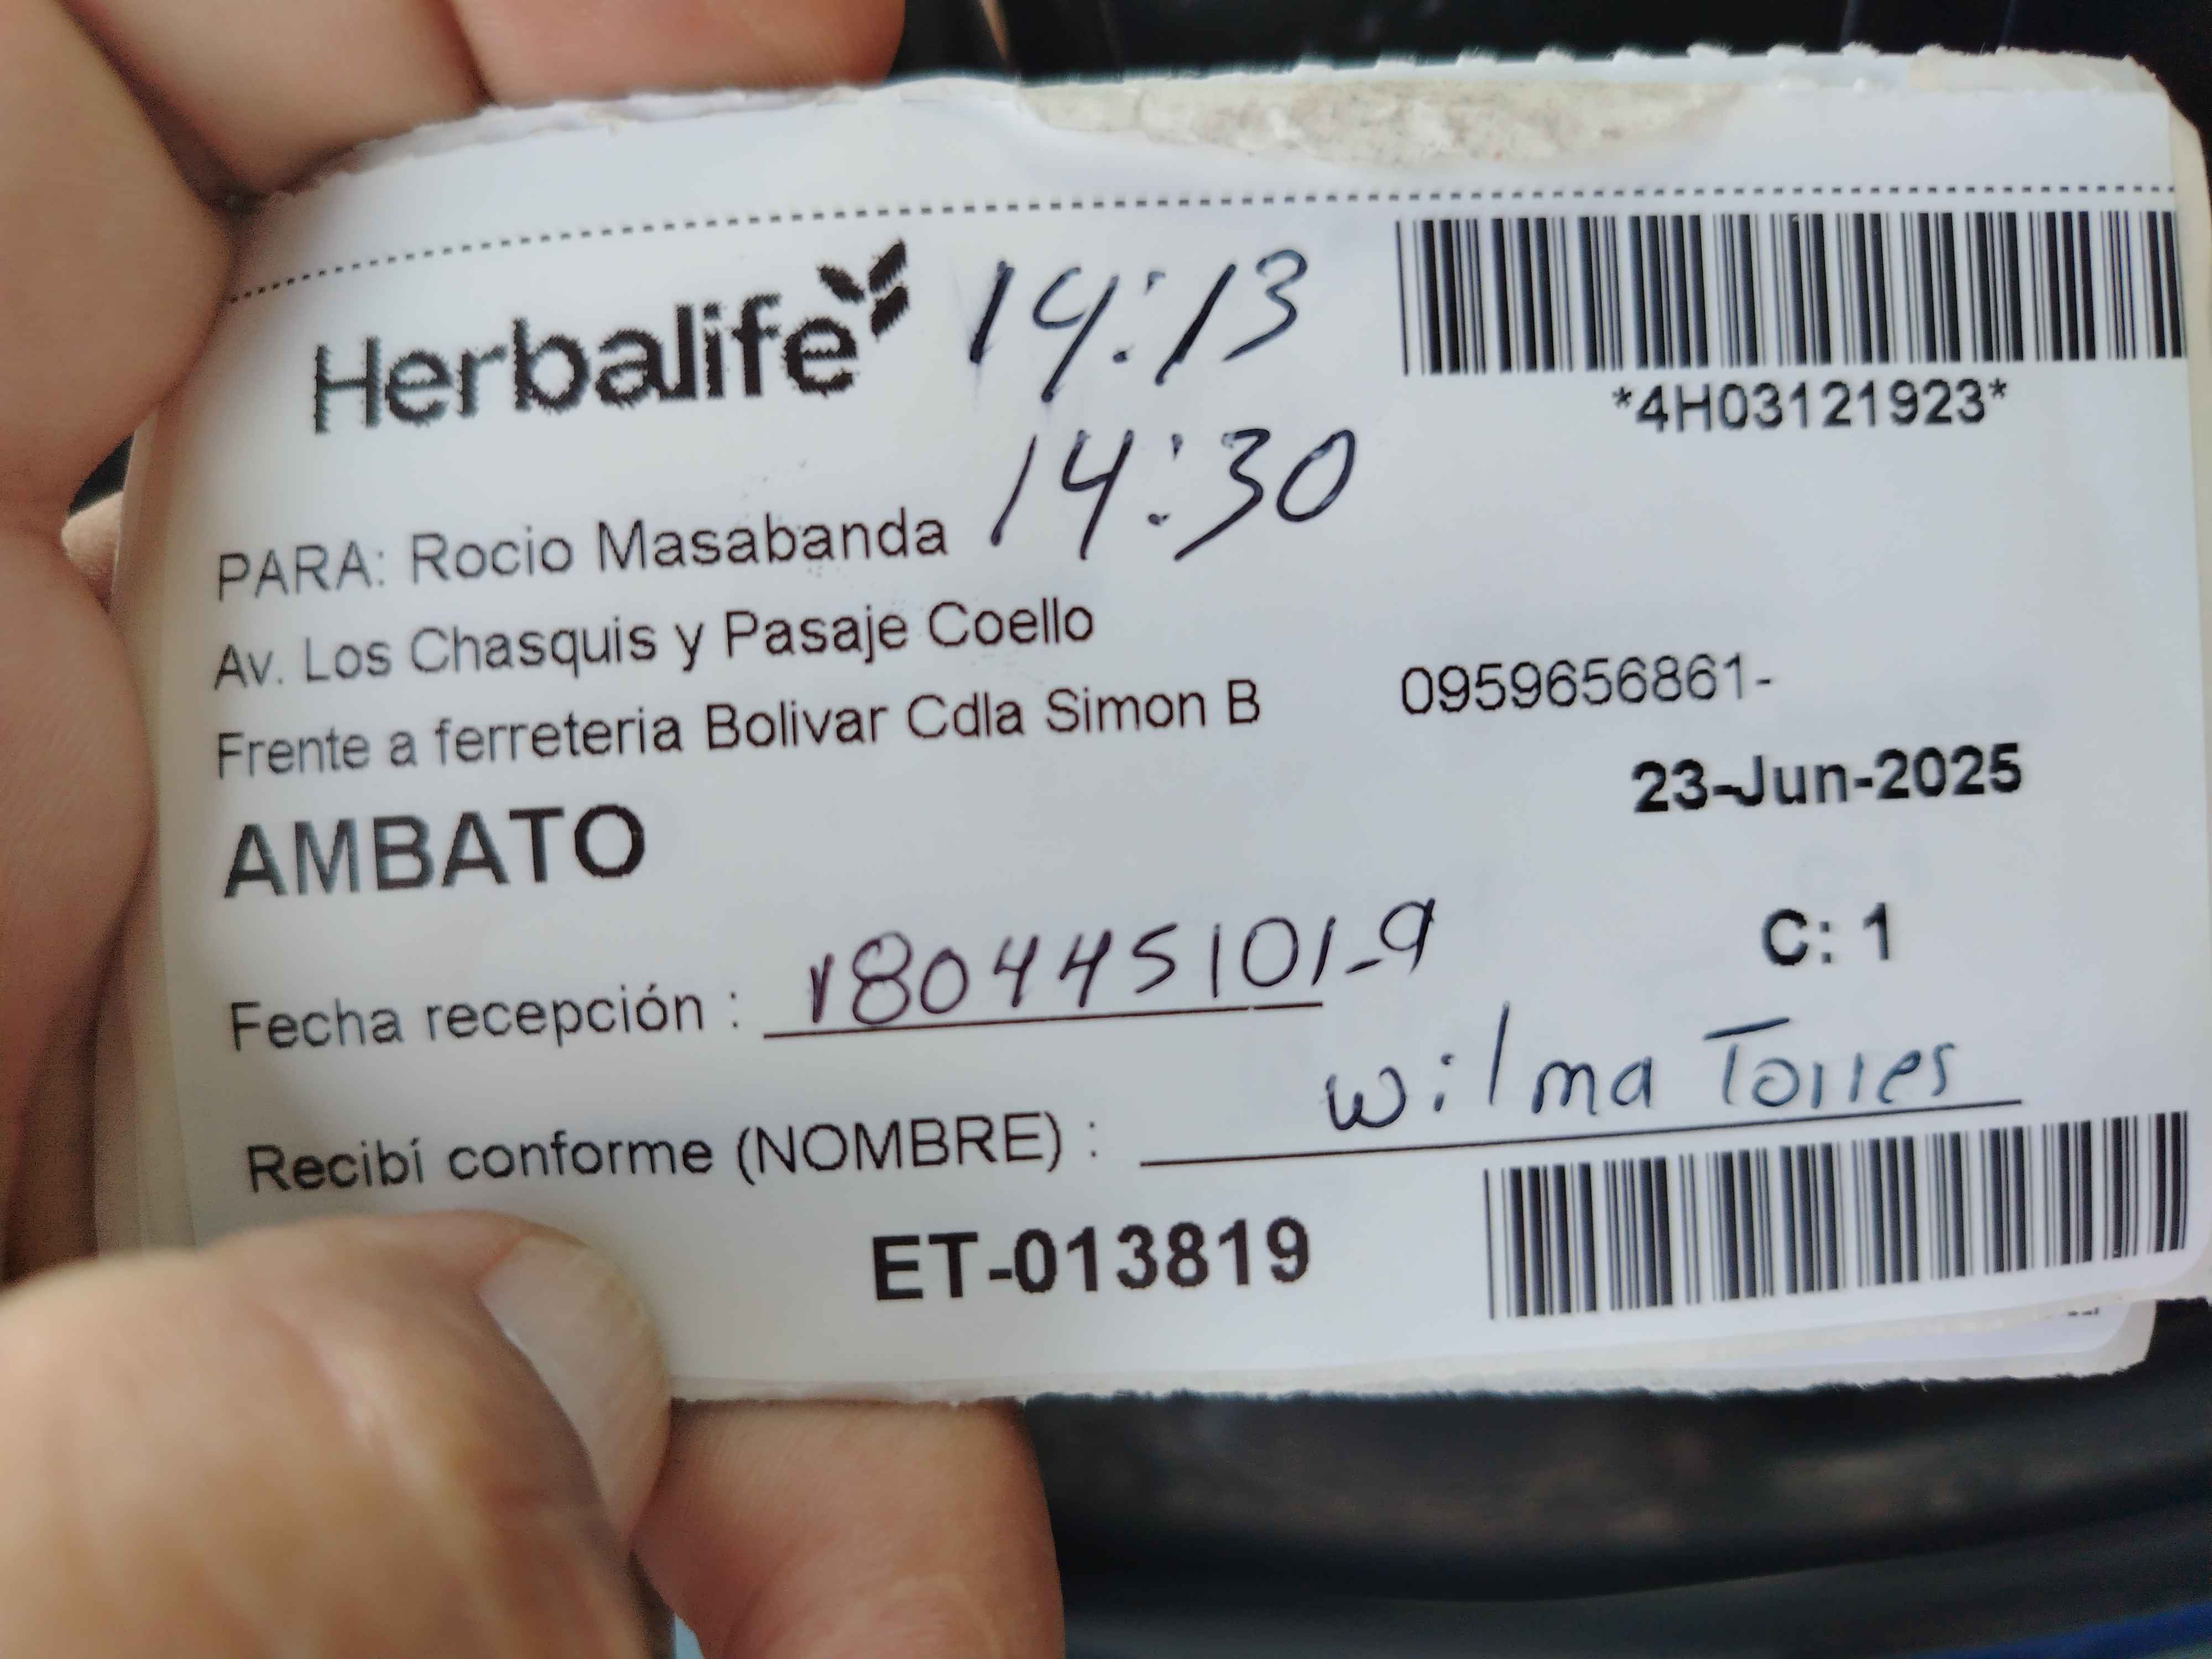 Herbalife
14:13
*4H03121923*
14:30
PARA: Rocio Masabanda
Av. Los Chasquis y Pasaje Coello
Frente a ferreteria Bolivar Cdla Simon B 0959656861-
23-Jun-2025
AMBATO
C: 1
Fecha recepción : 180445101-9
Recibí conforme (NOMBRE) : Wilma Torres
ET-013819